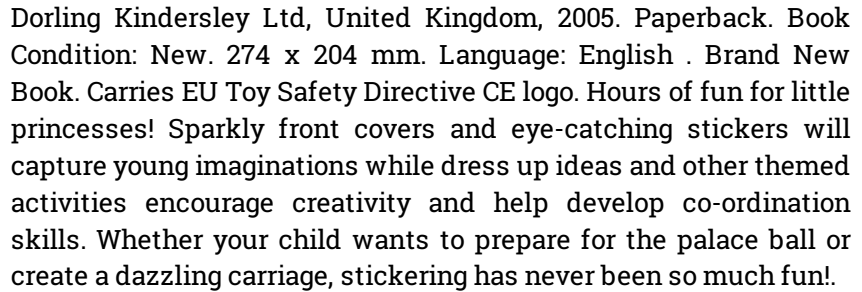 Dorling Kindersley Ltd, United Kingdom, 2005. Paperback. Book
Condition: New. 274 x 204 mm. Language: English . Brand New
Book. Carries EU Toy Safety Directive CE logo. Hours of fun for little
princesses! Sparkly front covers and eye-catching stickers will
capture young imaginations while dress up ideas and other themed
activities encourage creativity and help develop co-ordination
skills. Whether your child wants to prepare for the palace ball or
create a dazzling carriage, stickering has never been so much fun!.